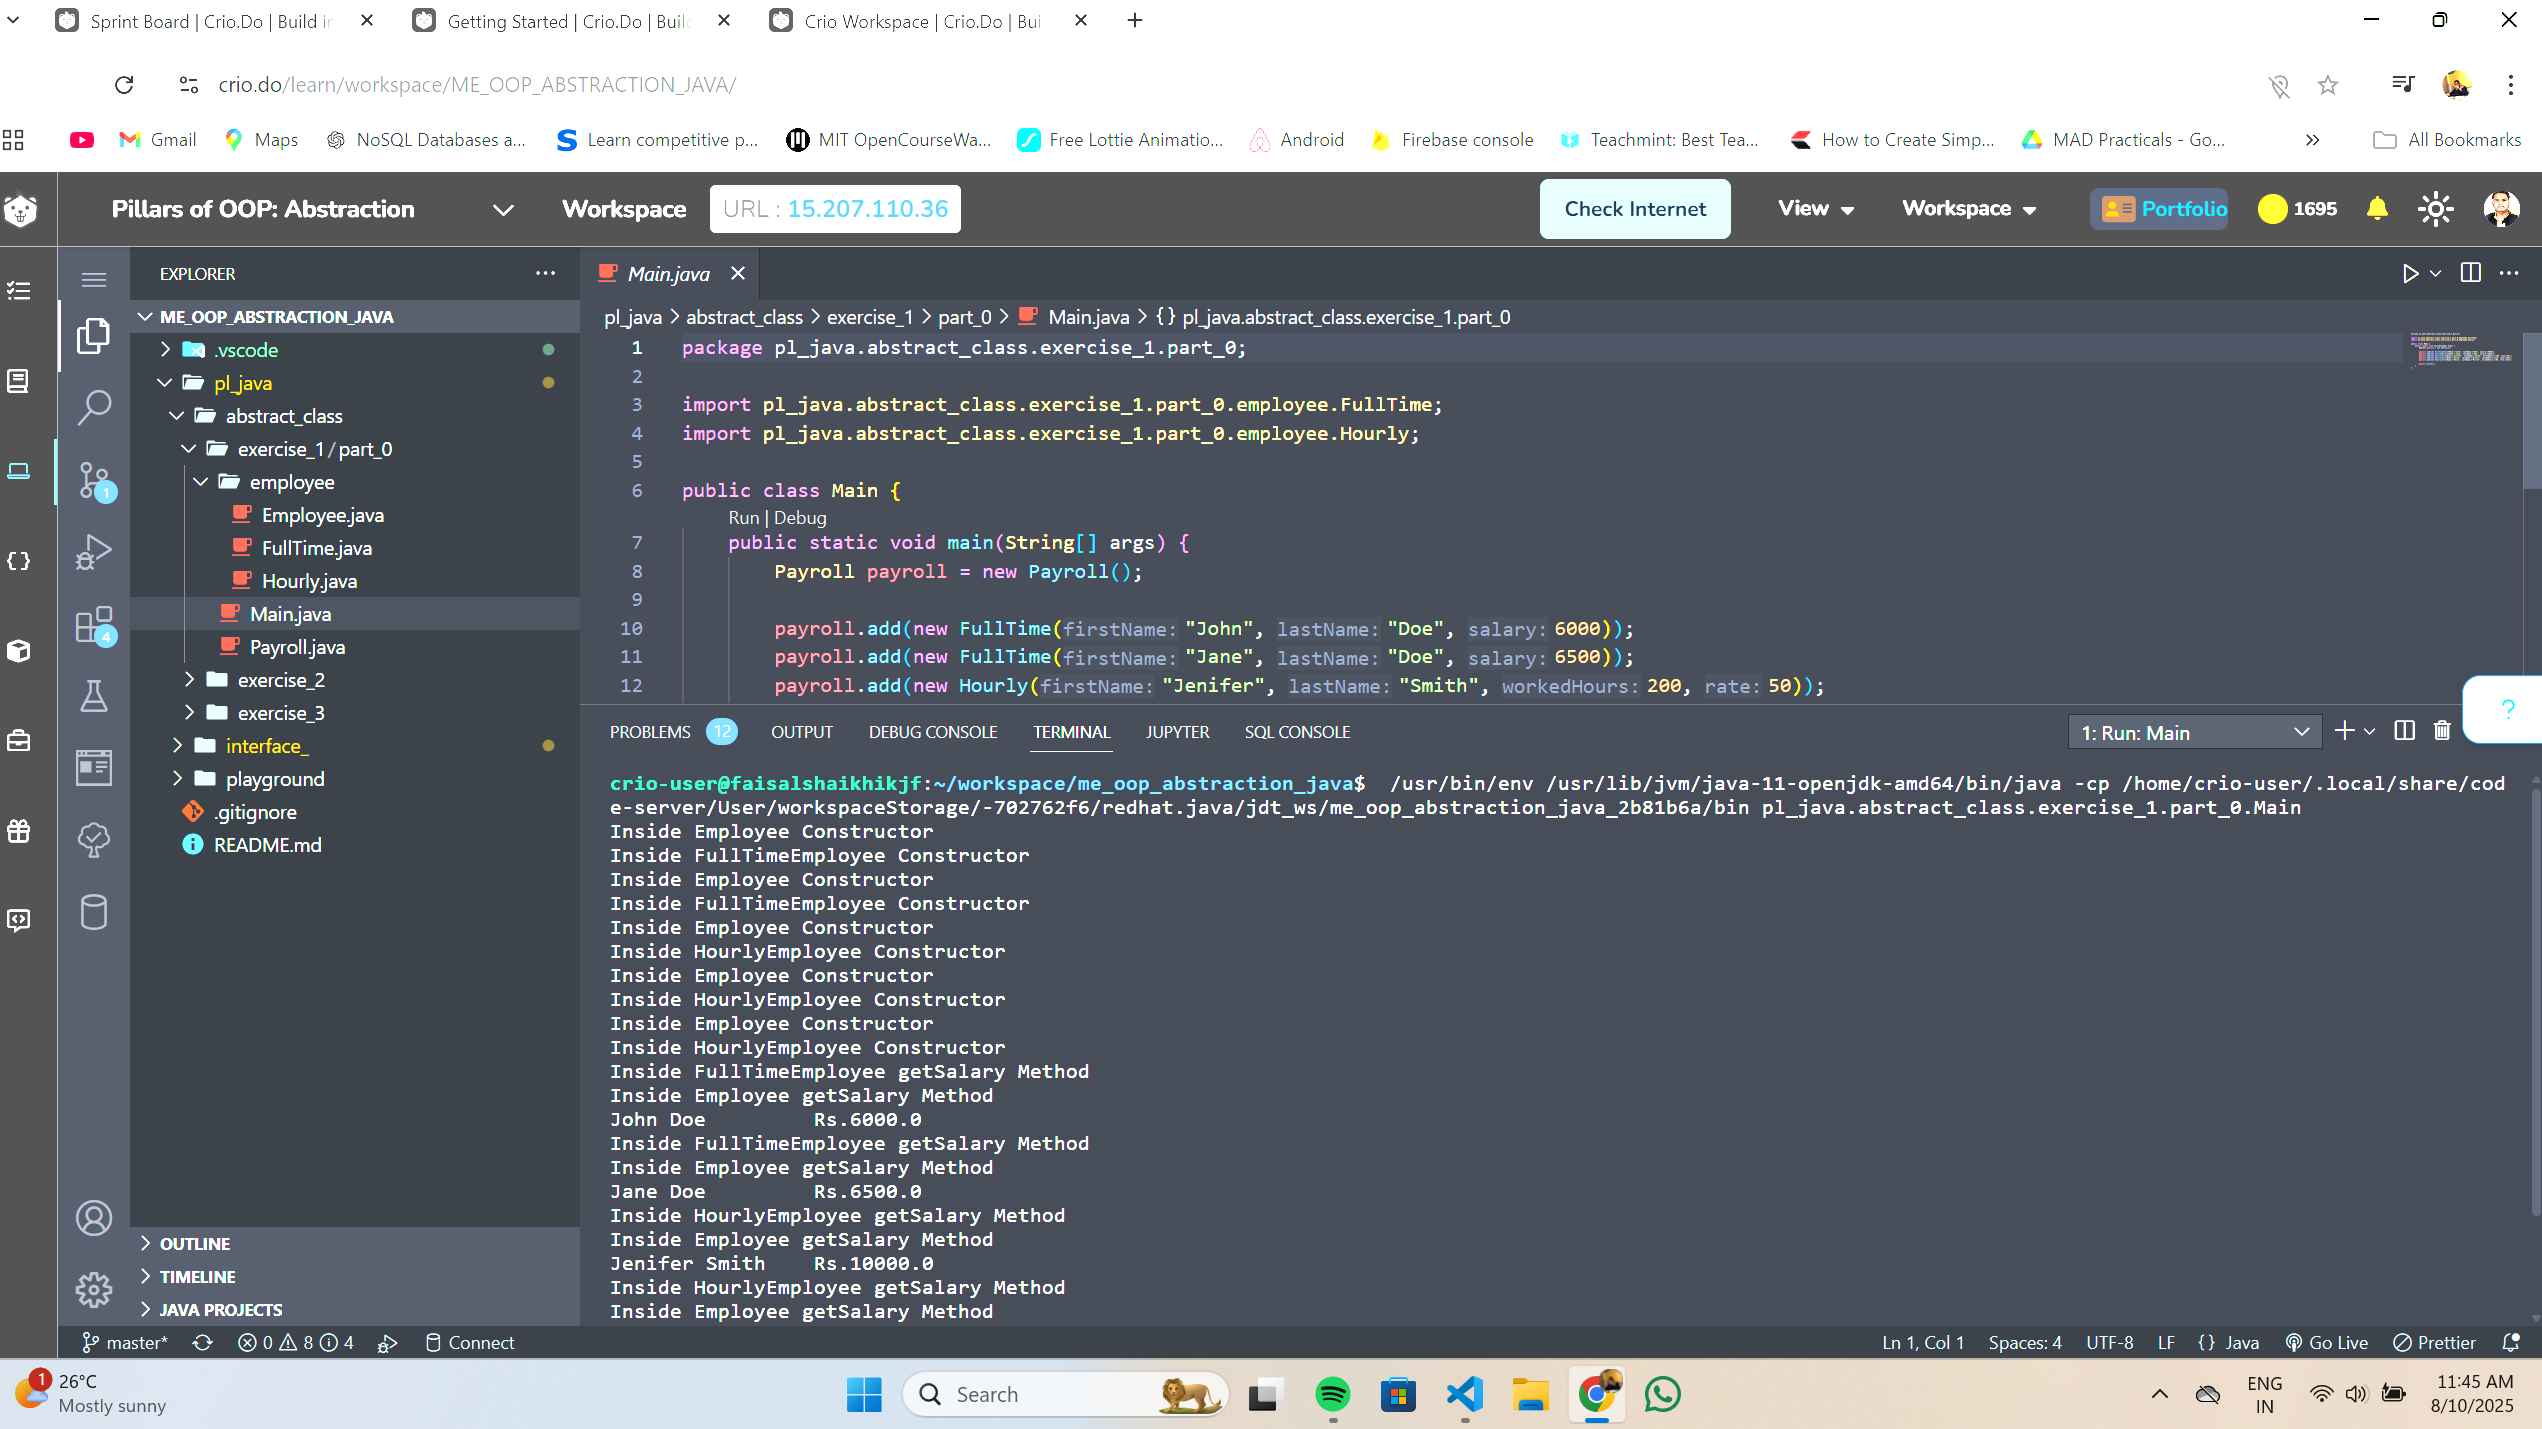 Sprint Board | Crio.Do | Build in
Getting Started | Crio.Do | Build
Crio Workspace | Crio.Do | Bui
crio.do/learn/workspace/ME_OOP_ABSTRACTION_JAVA/
Gmail
Maps
NoSQL Databases a...
Learn competitive p...
MIT OpenCourseWa...
Free Lottie Animatio...
Android
Firebase console
Teachmint: Best Tea...
How to Create Simp...
MAD Practicals - Go...
All Bookmarks
Pillars of OOP: Abstraction
Workspace
URL : 15.207.110.36
Check Internet
View
Workspace
Portfolio
1695
EXPLORER
ME_OOP_ABSTRACTION_JAVA
.vscode
pl_java
abstract_class
exercise_1/part_0
employee
Employee.java
FullTime.java
Hourly.java
Main.java
Payroll.java
exercise_2
exercise_3
interface_
playground
.gitignore
README.md
OUTLINE
TIMELINE
JAVA PROJECTS
1
4
Main.java
pl_java > abstract_class > exercise_1 > part_0 > Main.java > {} pl_java.abstract_class.exercise_1.part_0
1 package pl_java.abstract_class.exercise_1.part_0;
2
3 import pl_java.abstract_class.exercise_1.part_0.employee.FullTime;
4 import pl_java.abstract_class.exercise_1.part_0.employee.Hourly;
5
6 public class Main {
Run | Debug
7 public static void main(String[] args) {
8 Payroll payroll = new Payroll();
9
10 payroll.add(new FullTime(firstName: "John", lastName: "Doe", salary: 6000));
11 payroll.add(new FullTime(firstName: "Jane", lastName: "Doe", salary: 6500));
12 payroll.add(new Hourly(firstName: "Jenifer", lastName: "Smith", workedHours: 200, rate: 50));
PROBLEMS 12 OUTPUT DEBUG CONSOLE TERMINAL JUPYTER SQL CONSOLE
1: Run: Main
?
crio-user@faisalshaikhikjf:~/workspace/me_oop_abstraction_java$ /usr/bin/env /usr/lib/jvm/java-11-openjdk-amd64/bin/java -cp /home/crio-user/.local/share/cod
e-server/User/workspaceStorage/-702762f6/redhat.java/jdt_ws/me_oop_abstraction_java_2b81b6a/bin pl_java.abstract_class.exercise_1.part_0.Main
Inside Employee Constructor
Inside FullTimeEmployee Constructor
Inside Employee Constructor
Inside FullTimeEmployee Constructor
Inside Employee Constructor
Inside HourlyEmployee Constructor
Inside Employee Constructor
Inside HourlyEmployee Constructor
Inside Employee Constructor
Inside HourlyEmployee Constructor
Inside FullTimeEmployee getSalary Method
Inside Employee getSalary Method
John Doe Rs.6000.0
Inside FullTimeEmployee getSalary Method
Inside Employee getSalary Method
Jane Doe Rs.6500.0
Inside HourlyEmployee getSalary Method
Inside Employee getSalary Method
Jenifer Smith Rs.10000.0
Inside HourlyEmployee getSalary Method
Inside Employee getSalary Method
master* 0 8 4 Connect
Ln 1, Col 1 Spaces: 4 UTF-8 LF {} Java Go Live Prettier
1
26°C
Mostly sunny
Search
ENG
IN
11:45 AM
8/10/2025